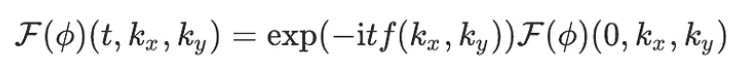 ℱ(ϕ)(t, kₓ, k_y) = exp(−itf(kₓ, k_y))ℱ(ϕ)(0, kₓ, k_y)